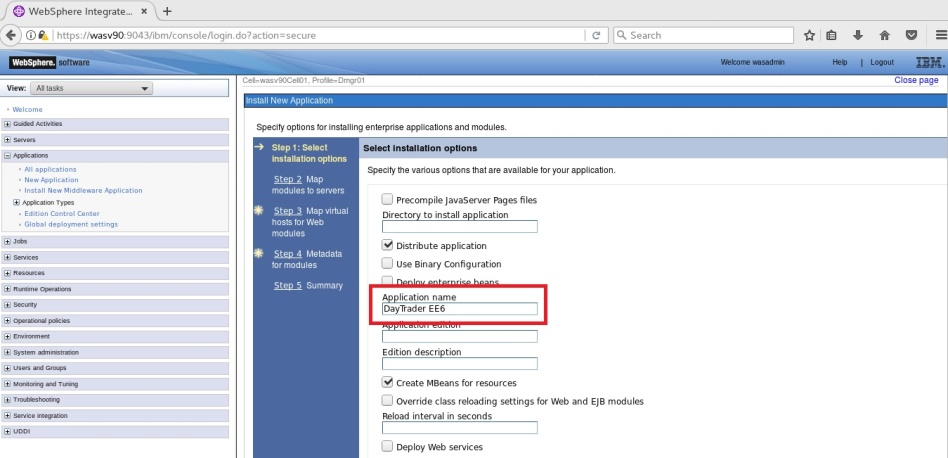 WebSphere Integrate...
https://wasv90:9043/ibm/console/login.do?action=secure
Search
WebSphere. software
Welcome wasadmin
Help | Logout
IBM.
View: All tasks
Cell=wasv90Cell01, Profile=Dmgr01
Close page
Welcome
Guided Activities
Servers
Applications
All applications
New Application
Install New Middleware Application
Application Types
Edition Control Center
Global deployment settings
Jobs
Services
Resources
Runtime Operations
Security
Operational policies
Environment
System administration
Users and Groups
Monitoring and Tuning
Troubleshooting
Service integration
UDDI
Install New Application
Specify options for installing enterprise applications and modules.
Step 1: Select
installation options
Step 2 Map
modules to servers
Step 3 Map virtual
hosts for Web
modules
Step 4 Metadata
for modules
Step 5 Summary
Select installation options
Specify the various options that are available for your application.
Precompile JavaServer Pages files
Directory to install application
Distribute application
Use Binary Configuration
Deploy enterprise beans
Application name
DayTrader EE6
Application edition
Edition description
Create MBeans for resources
Override class reloading settings for Web and EJB modules
Reload interval in seconds
Deploy Web services